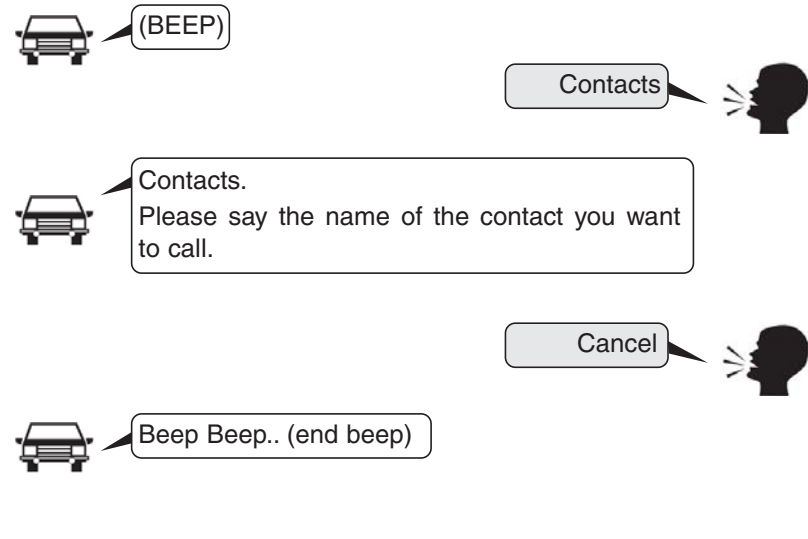 (BEEP)
Contacts
Contacts.
Please say the name of the contact you want
to call.
Cancel
Beep Beep.. (end beep)